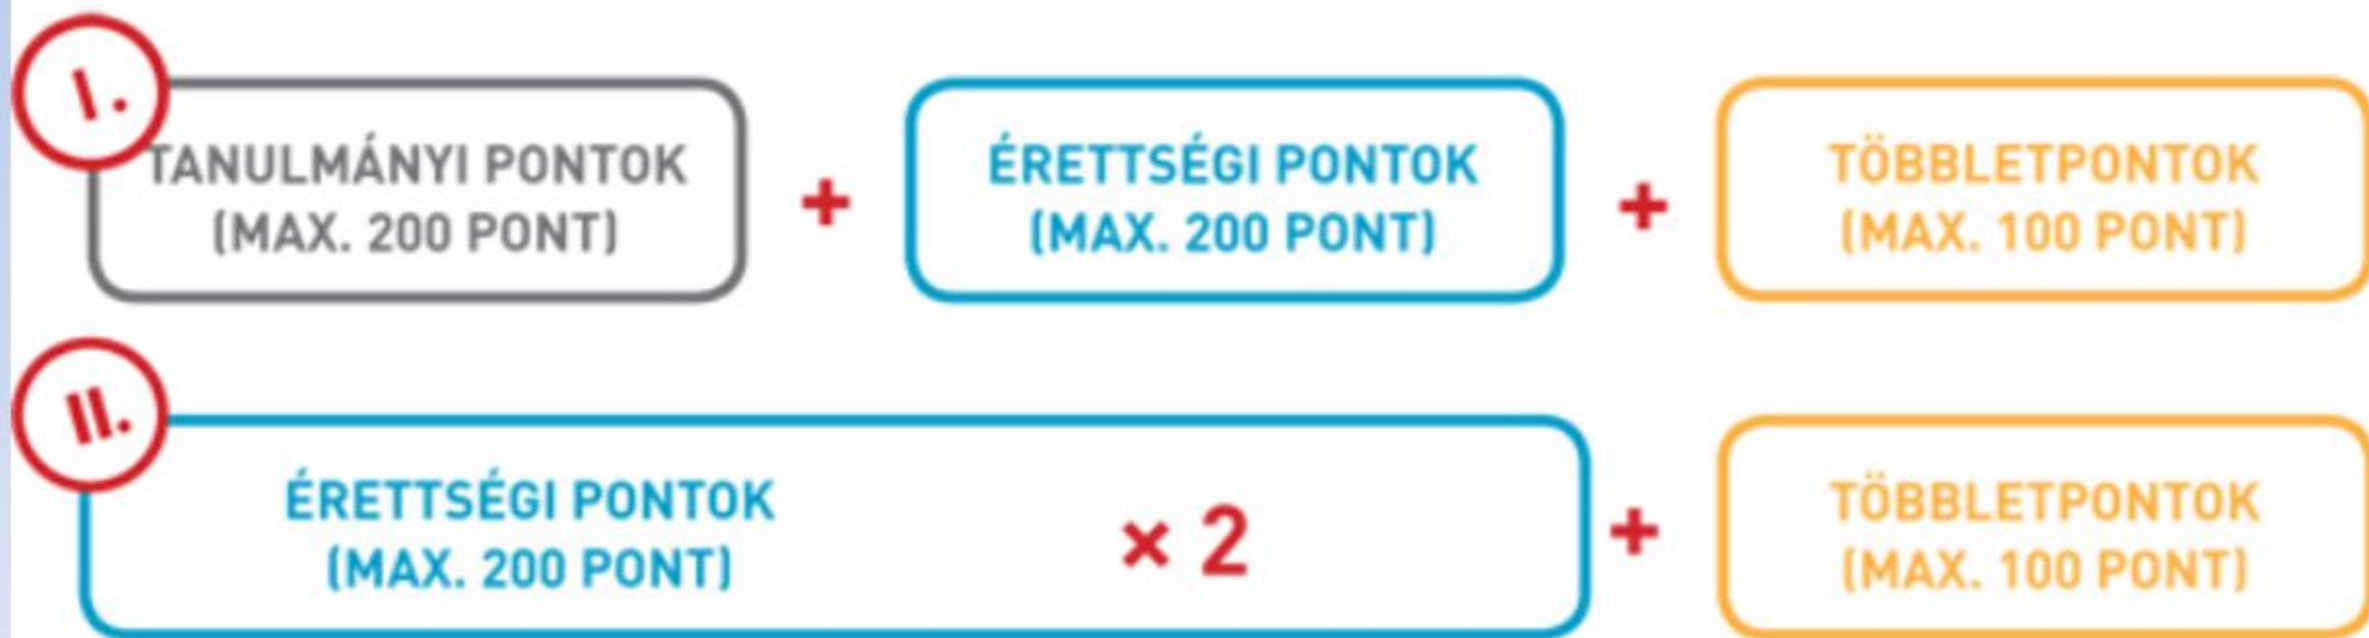 I.
TANULMÁNYI PONTOK
(MAX. 200 PONT)
+
ÉRETTSÉGI PONTOK
(MAX. 200 PONT)
+
TÖBBLETPONTOK
(MAX. 100 PONT)
II.
ÉRETTSÉGI PONTOK
(MAX. 200 PONT)
× 2
+
TÖBBLETPONTOK
(MAX. 100 PONT)